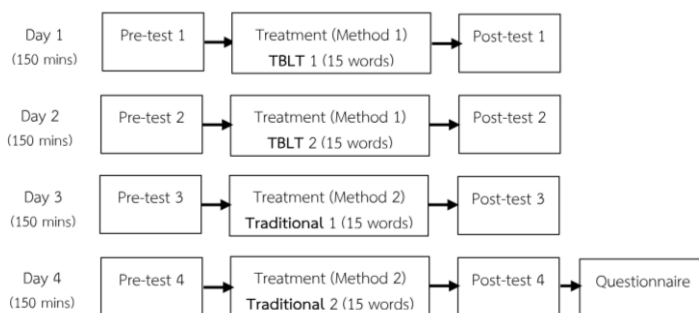 Day 1
(150 mins)
Pre-test 1
Treatment (Method 1)
TBLT 1 (15 words)
Post-test 1
Day 2
(150 mins)
Pre-test 2
Treatment (Method 1)
TBLT 2 (15 words)
Post-test 2
Day 3
(150 mins)
Pre-test 3
Treatment (Method 2)
Traditional 1 (15 words)
Post-test 3
Day 4
(150 mins)
Pre-test 4
Treatment (Method 2)
Traditional 2 (15 words)
Post-test 4
Questionnaire